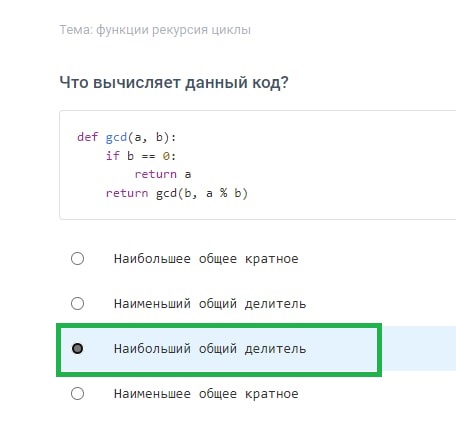 Тема: функции рекурсия циклы
Что вычисляет данный код?
def gcd(a, b):
    if b == 0:
        return a
    return gcd(b, a % b)
Наибольшее общее кратное
Наименьший общий делитель
Наибольший общий делитель
Наименьшее общее кратное